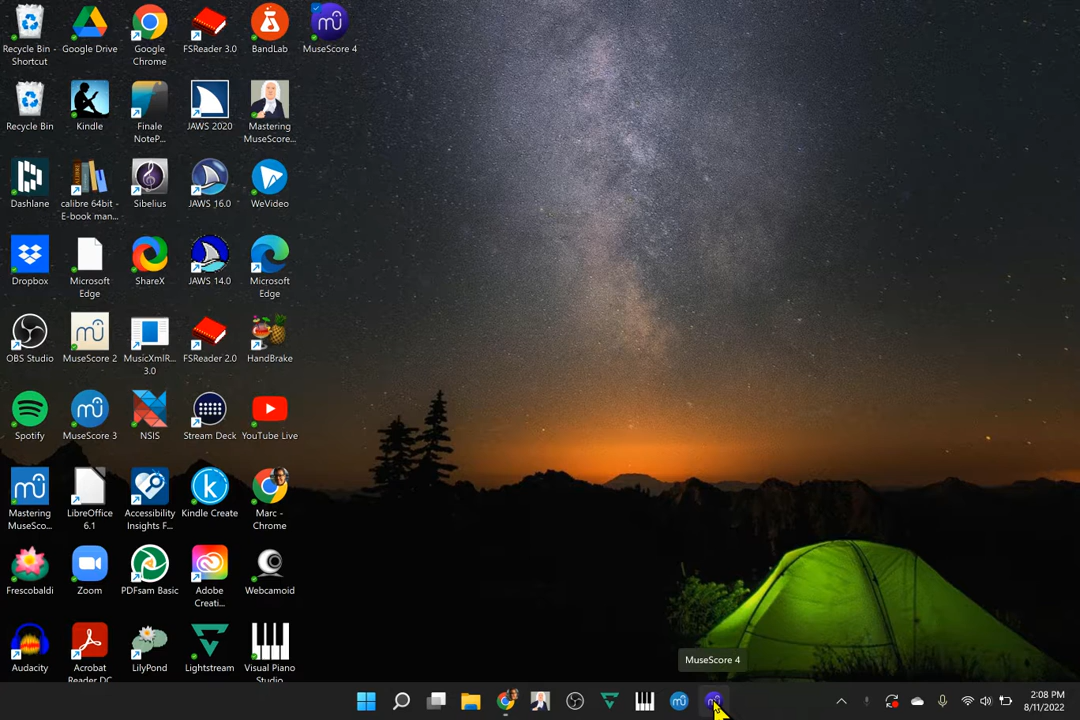 Recycle Bin - Shortcut
Google Drive
Google Chrome
FSReader 3.0
BandLab
MuseScore 4
Recycle Bin
Kindle
Finale NoteP...
JAWS 2020
Mastering MuseScore...
Dashlane
calibre 64bit - E-book man...
Sibelius
JAWS 16.0
WeVideo
Dropbox
Microsoft Edge
ShareX
JAWS 14.0
Microsoft Edge
OBS Studio
MuseScore 2
MusicXmlR... 3.0
FSReader 2.0
HandBrake
Spotify
MuseScore 3
NSIS
Stream Deck
YouTube Live
Mastering MuseSco...
LibreOffice 6.1
Accessibility Insights F...
Kindle Create
Marc - Chrome
Frescobaldi
Zoom
PDFsam Basic
Adobe Creati...
Webcamoid
Audacity
Acrobat Reader DC
LilyPond
Lightstream
Visual Piano Studio
MuseScore 4
2:08 PM
8/11/2022